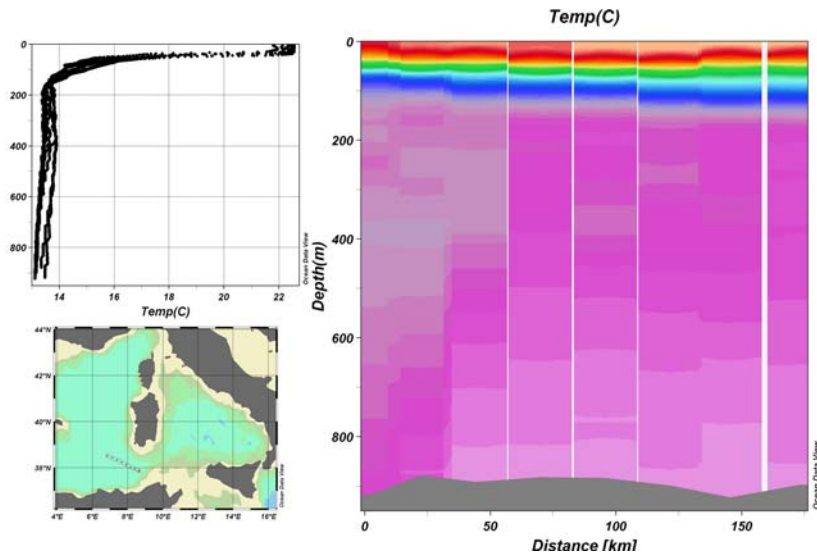 Temp(C)
0
200
400
600
800
14
16
18
20
22
Temp(C)
Ocean Data View
44°N
42°N
40°N
38°N
4°E
6°E
8°E
10°E
12°E
14°E
16°E
Ocean Data View
0
200
400
600
800
Depth(m)
0
50
100
150
Distance [km]
Ocean Data View